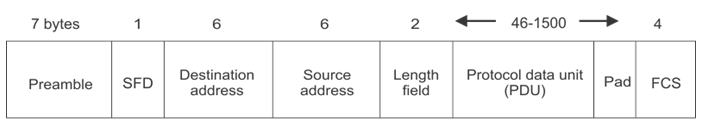 7 bytes 1 6 6 2 46-1500 4
Preamble SFD Destination address Source address Length field Protocol data unit (PDU) Pad FCS